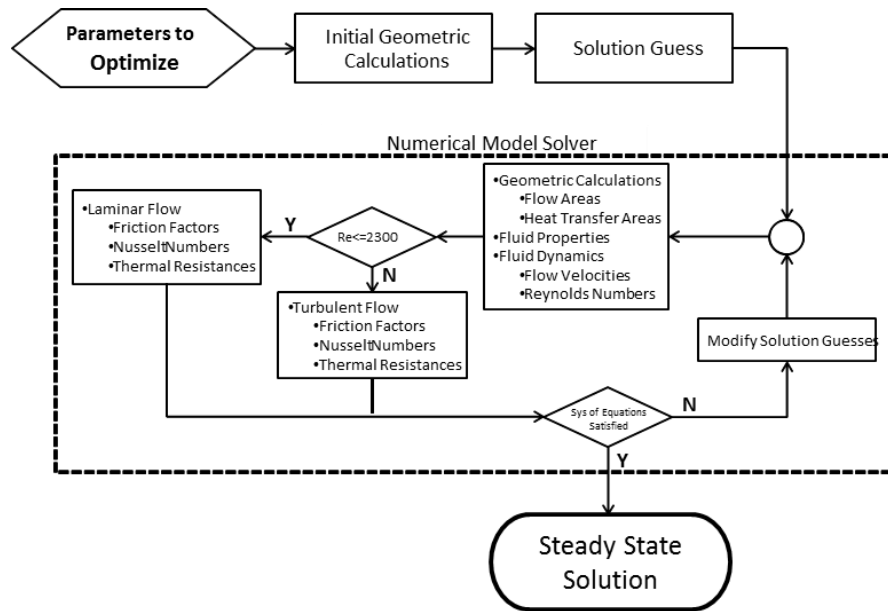 Parameters to
Optimize
Initial Geometric
Calculations
Solution Guess
Numerical Model Solver
•Geometric Calculations
•Flow Areas
•Heat Transfer Areas
•Fluid Properties
•Fluid Dynamics
•Flow Velocities
•Reynolds Numbers
Re<=2300
Y
N
•Laminar Flow
•Friction Factors
•NusseltNumbers
•Thermal Resistances
•Turbulent Flow
•Friction Factors
•NusseltNumbers
•Thermal Resistances
Sys of Equations
Satisfied
N
Y
Modify Solution Guesses
Steady State
Solution